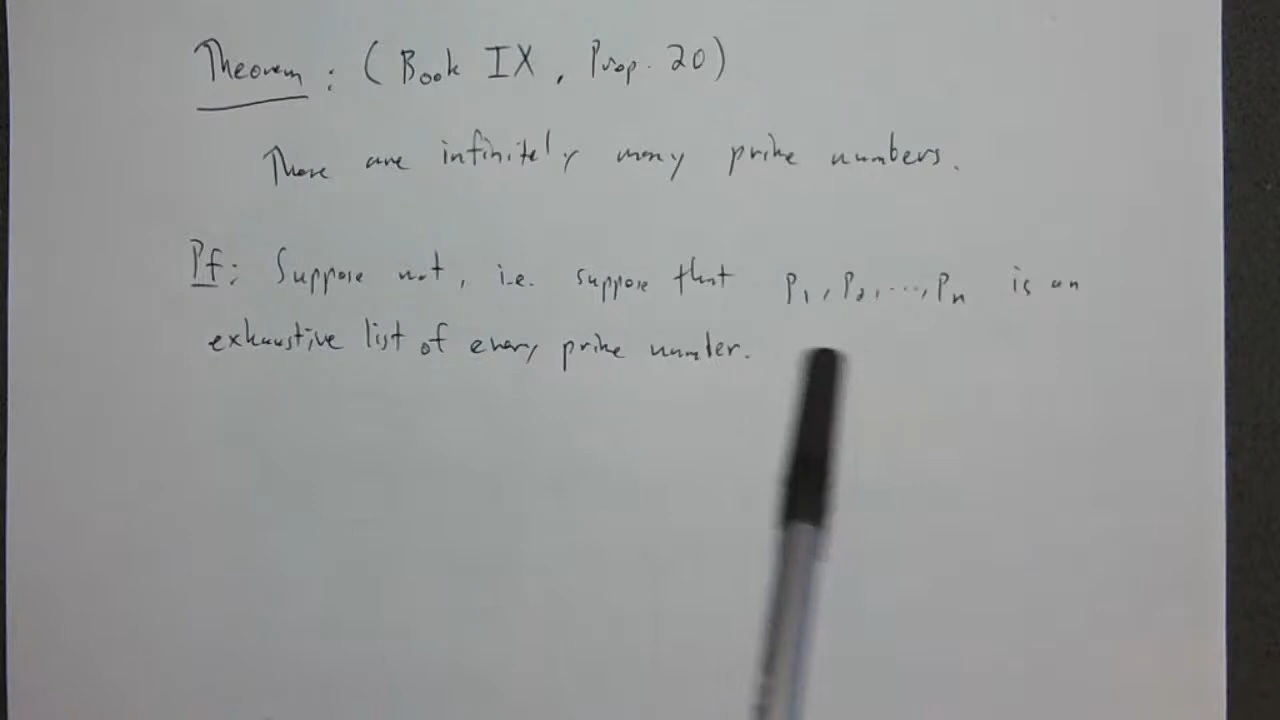 Theorem: (Book IX, Prop. 20)
There are infinitely many prime numbers.
Pf: Suppose not, i.e. suppose that p₁, p₂, ..., pₙ is an
exhaustive list of every prime number.